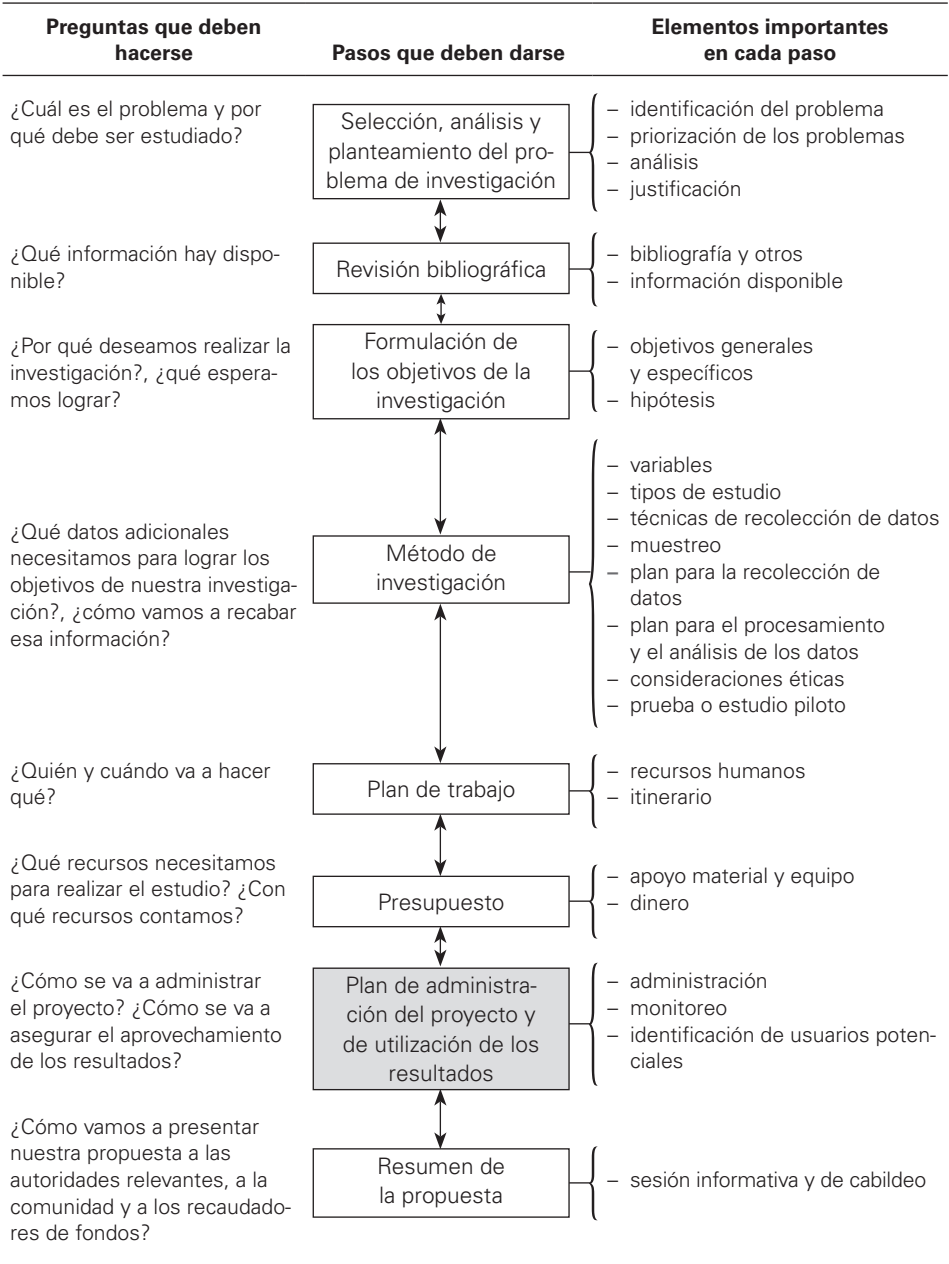 Preguntas que deben
hacerse
Pasos que deben darse
Elementos importantes
en cada paso
¿Cuál es el problema y por
qué debe ser estudiado?
Selección, análisis y
planteamiento del pro-
blema de investigación
– identificación del problema
– priorización de los problemas
– análisis
– justificación
¿Qué información hay dispo-
nible?
Revisión bibliográfica
– bibliografía y otros
– información disponible
¿Por qué deseamos realizar la
investigación?, ¿qué espera-
mos lograr?
Formulación de
los objetivos de la
investigación
– objetivos generales
y específicos
– hipótesis
¿Qué datos adicionales
necesitamos para lograr los
objetivos de nuestra investiga-
ción?, ¿cómo vamos a recabar
esa información?
Método de
investigación
– variables
– tipos de estudio
– técnicas de recolección de datos
– muestreo
– plan para la recolección de
datos
– plan para el procesamiento
y el análisis de los datos
– consideraciones éticas
– prueba o estudio piloto
¿Quién y cuándo va a hacer
qué?
Plan de trabajo
– recursos humanos
– itinerario
¿Qué recursos necesitamos
para realizar el estudio? ¿Con
qué recursos contamos?
Presupuesto
– apoyo material y equipo
– dinero
¿Cómo se va a administrar
el proyecto? ¿Cómo se va a
asegurar el aprovechamiento
de los resultados?
Plan de administra-
ción del proyecto y
de utilización de los
resultados
– administración
– monitoreo
– identificación de usuarios poten-
ciales
¿Cómo vamos a presentar
nuestra propuesta a las
autoridades relevantes, a la
comunidad y a los recaudado-
res de fondos?
Resumen de
la propuesta
– sesión informativa y de cabildeo